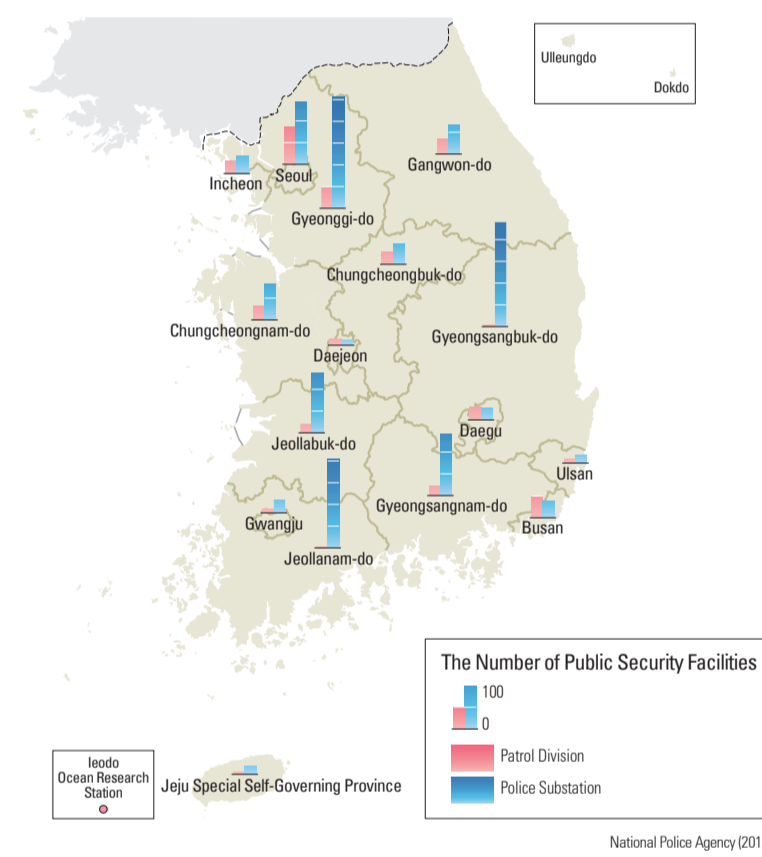 Ulleungdo
Dokdo
Gangwon-do
Incheon
Seoul
Gyeonggi-do
Chungcheongbuk-do
Chungcheongnam-do
Gyeongsangbuk-do
Daejeon
Daegu
Jeollabuk-do
Ulsan
Gyeongsangnam-do
Gwangju
Busan
Jeollanam-do
The Number of Public Security Facilities
100
0
Patrol Division
Police Substation
Ieodo
Ocean Research
Station
Jeju Special Self-Governing Province
National Police Agency (201